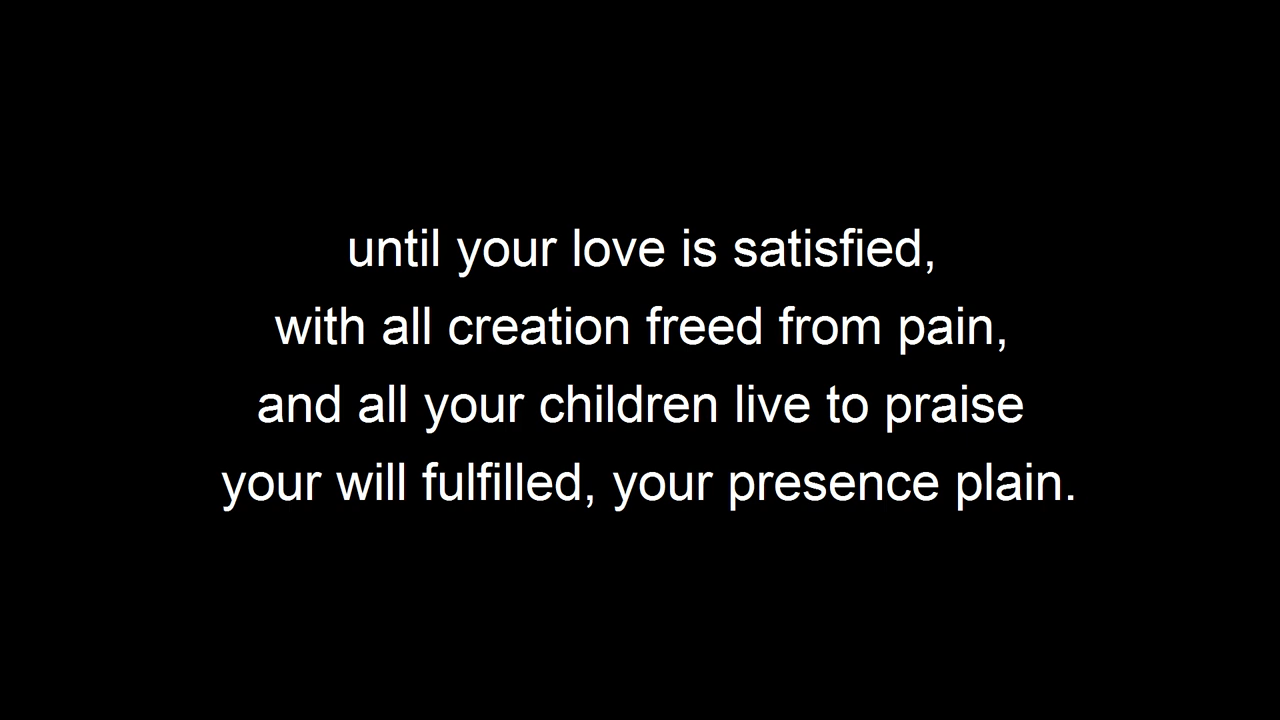 until your love is satisfied,
with all creation freed from pain,
and all your children live to praise
your will fulfilled, your presence plain.